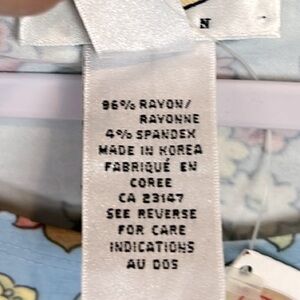 N
96% RAYON/
RAYONNE
4% SPANDEX
MADE IN KOREA
FABRIQUÉ EN
COREE
CA 23147
SEE REVERSE
FOR CARE
INDICATIONS
AU DOS